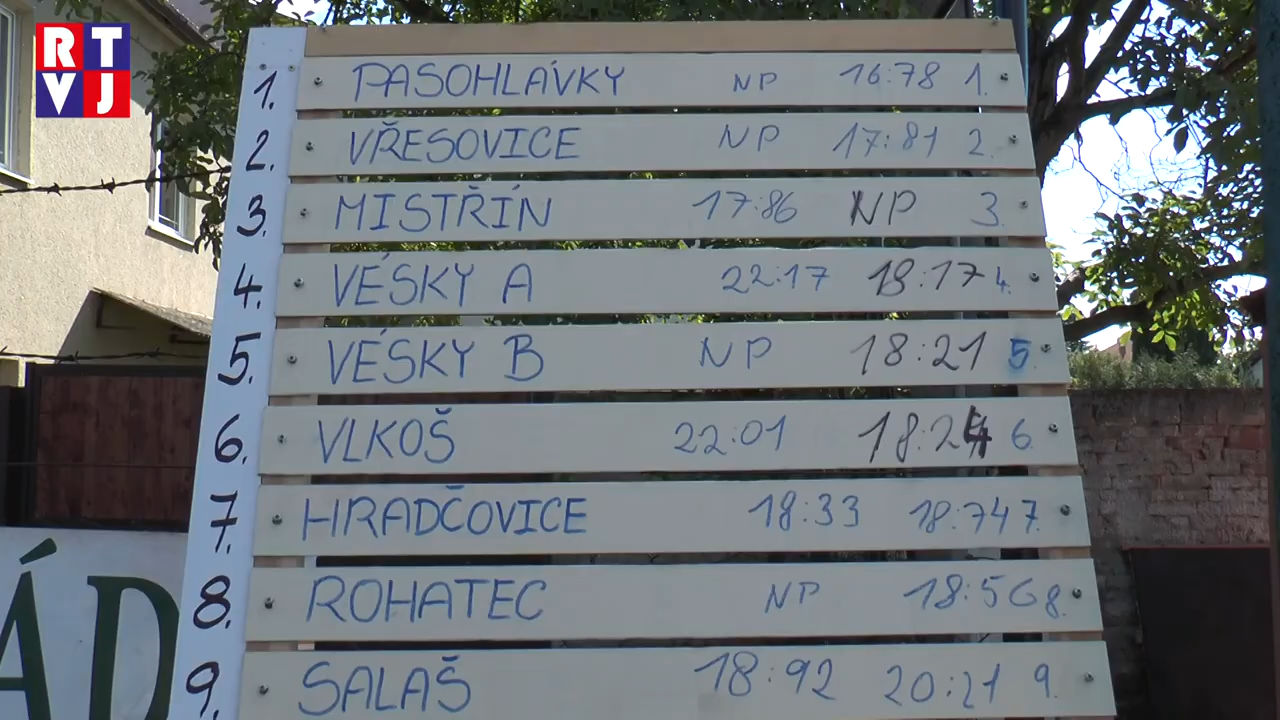 RT
VJ
1. PASOHLÁVKY NP 16:78 1.
2. VŘESOVICE NP 17:81 2.
3. MISTŘÍN 17:86 NP 3.
4. VÉSKY A 22:17 18:17 4.
5. VÉSKY B NP 18:21 5.
6. VLKOŠ 22:01 18:24 6.
7. HRADČOVICE 18:33 18:74 7.
8. ROHATEC NP 18:56 8.
9. SALAŠ 18:92 20:21 9.
ÁD